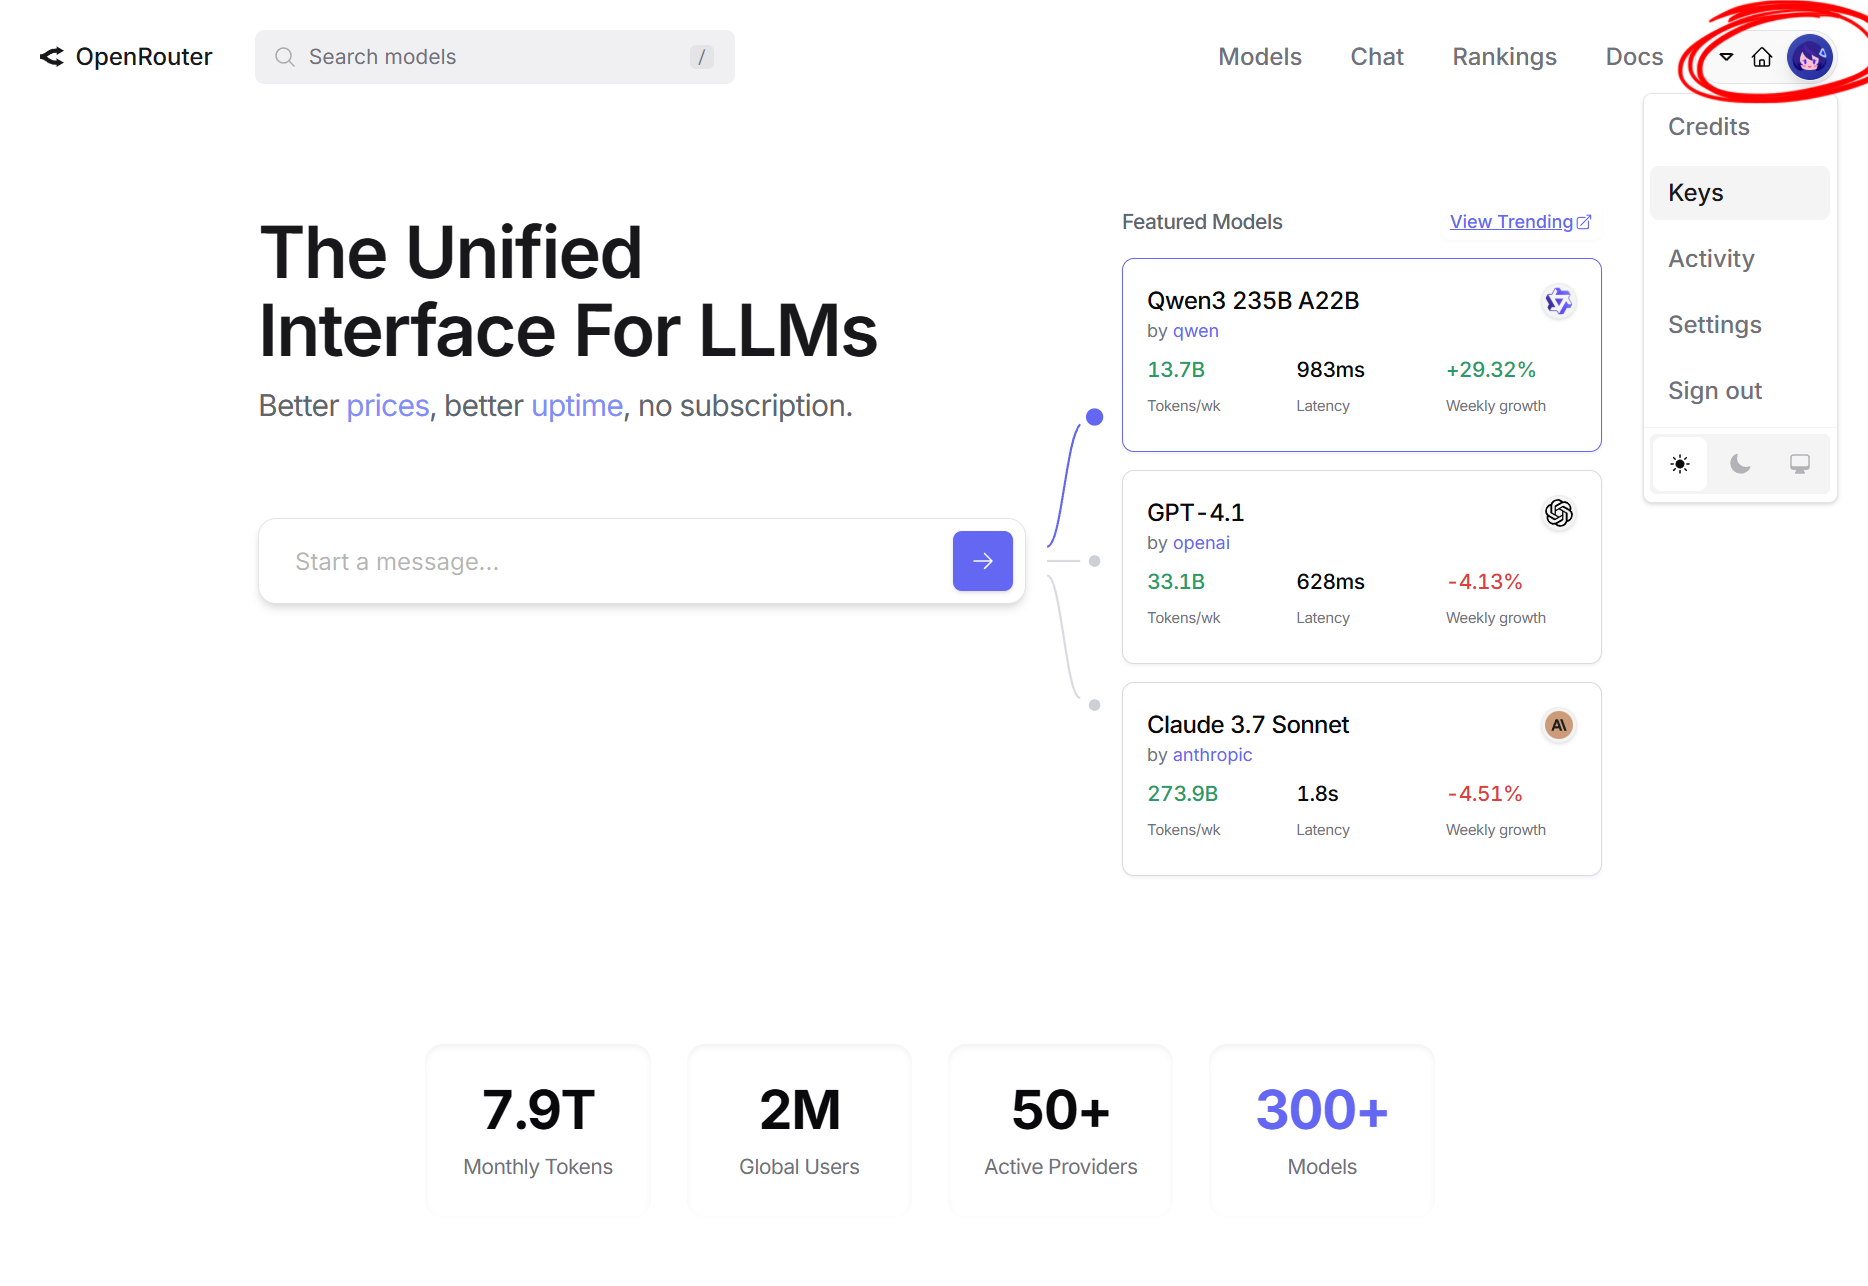 OpenRouter
Search models
/
Models
Chat
Rankings
Docs
Credits
Keys
Activity
Settings
Sign out
The Unified
Interface For LLMs
Better prices, better uptime, no subscription.
Start a message...
Featured Models
View Trending
Qwen3 235B A22B
by qwen
13.7B
983ms
+29.32%
Tokens/wk
Latency
Weekly growth
GPT-4.1
by openai
33.1B
628ms
-4.13%
Tokens/wk
Latency
Weekly growth
Claude 3.7 Sonnet
by anthropic
273.9B
1.8s
-4.51%
Tokens/wk
Latency
Weekly growth
7.9T
Monthly Tokens
2M
Global Users
50+
Active Providers
300+
Models